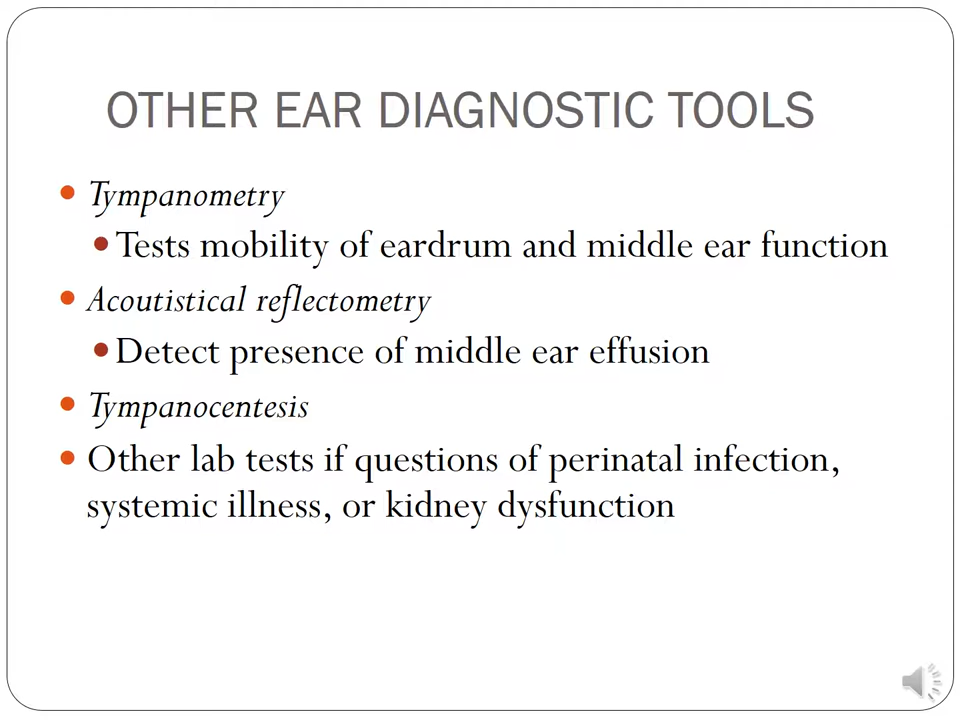 OTHER EAR DIAGNOSTIC TOOLS
Tympanometry
Tests mobility of eardrum and middle ear function
Acoutistical reflectometry
Detect presence of middle ear effusion
Tympanocentesis
Other lab tests if questions of perinatal infection,
systemic illness, or kidney dysfunction